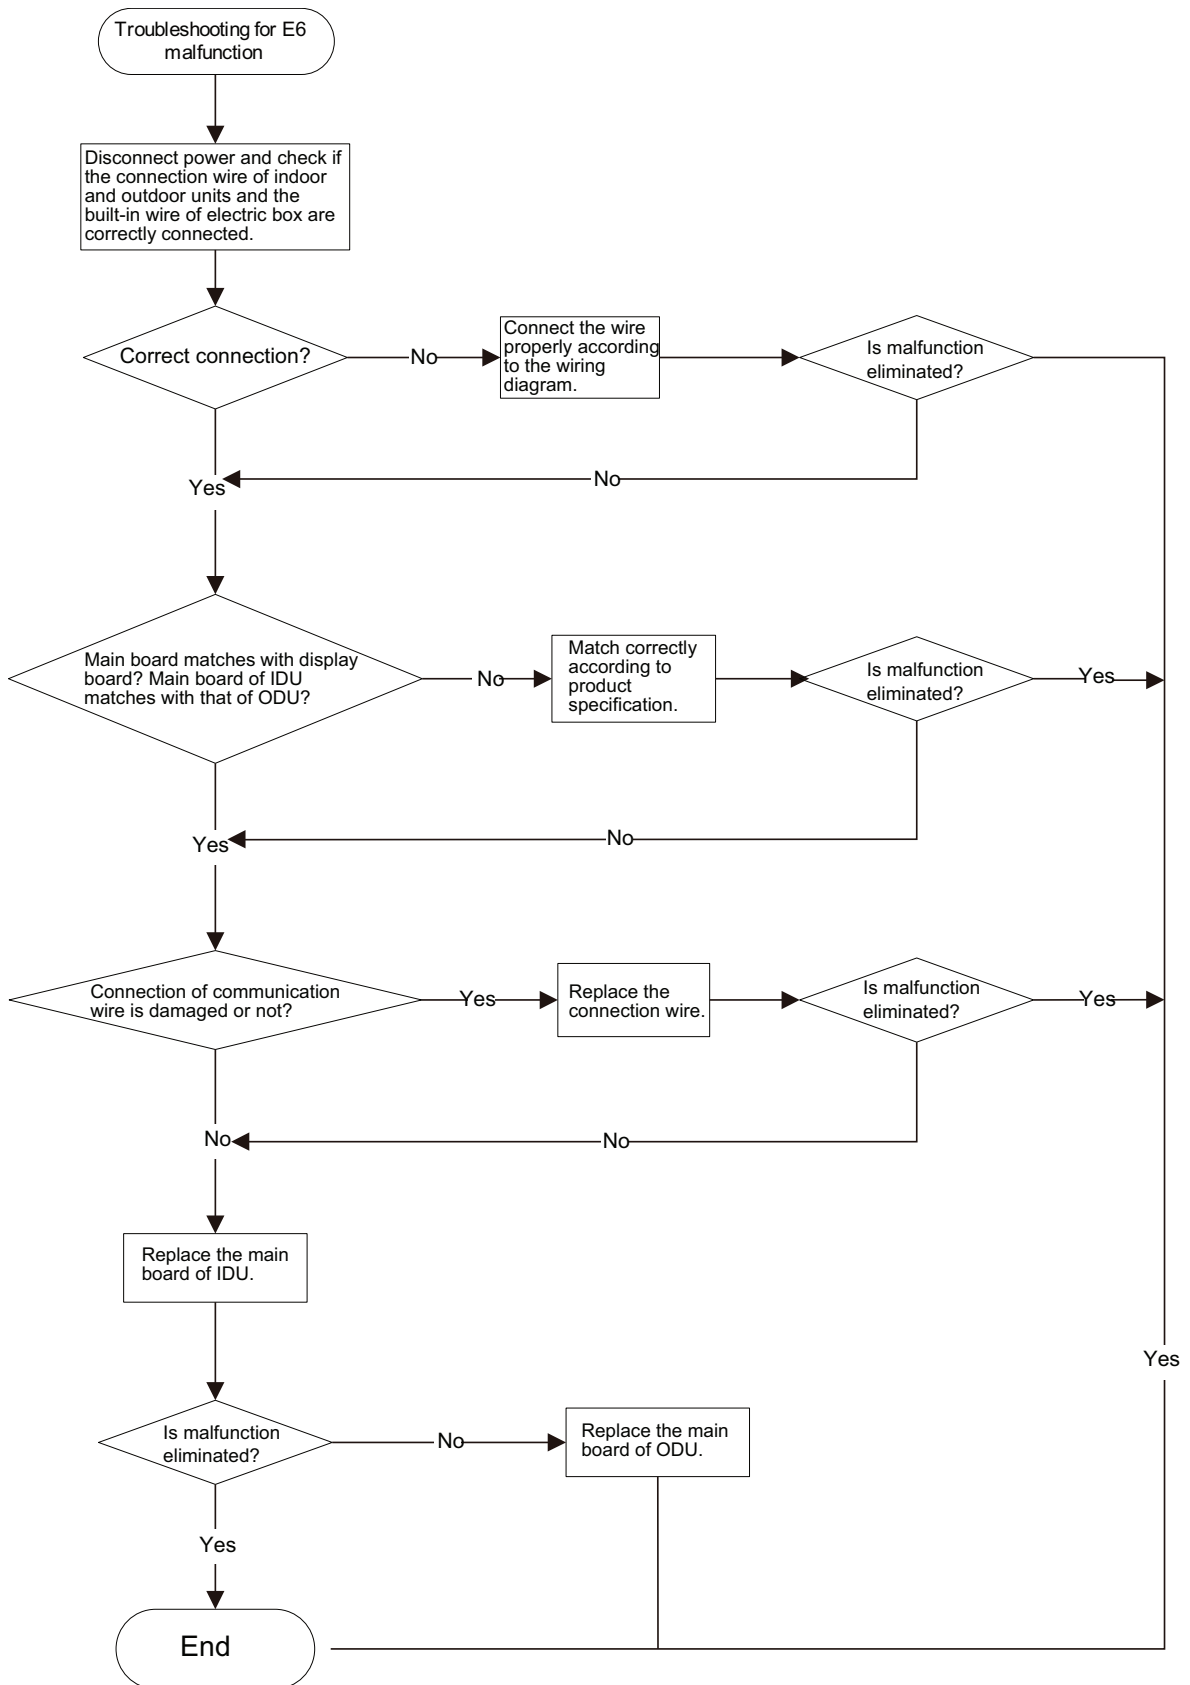 Troubleshooting for E6
malfunction
Disconnect power and check if
the connection wire of indoor
and outdoor units and the
built-in wire of electric box are
correctly connected.
Correct connection?
No
Connect the wire
properly according
to the wiring
diagram.
Is malfunction
eliminated?
No
Yes
Main board matches with display
board? Main board of IDU
matches with that of ODU?
No
Match correctly
according to
product
specification.
Is malfunction
eliminated?
Yes
No
Yes
Connection of communication
wire is damaged or not?
Yes
Replace the
connection wire.
Is malfunction
eliminated?
Yes
No
No
Replace the main
board of IDU.
Yes
Is malfunction
eliminated?
No
Replace the main
board of ODU.
Yes
End